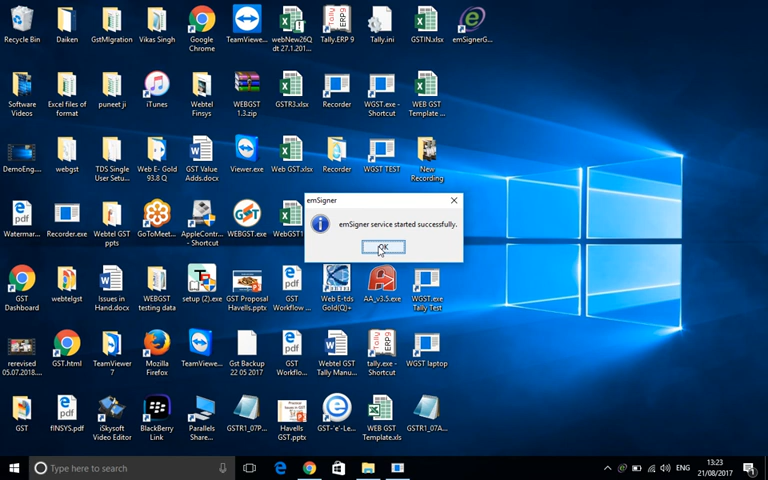 Recycle Bin
Daiken
GstMIgration
Vikas Singh
Google
Chrome
TeamViewe...
webNew26Q
dt 27.1.201...
Tally.ERP 9
Tally.ini
GSTIN.xlsx
emSignerG...
Software
Videos
Excel files of
format
puneet ji
iTunes
Webtel
Finsys
WEBGST
1.3.zip
GSTR3.xlsx
Recorder
WGST.exe -
Shortcut
WEB GST
Template ...
DemoEng...
webgst
TDS Single
User Setu...
Web E- Gold
93.8 Q
GST Value
Adds.docx
Viewer.exe
Web GST.xlsx
Recorder
WGST TEST
New
Recording
emSigner
emSigner service started successfully.
OK
Watermar...
Recorder.exe
Webtel GST
ppts
GoToMeet...
AppleContr...
- Shortcut
WEBGST.exe
WebGST1...
GST
Dashboard
webtelgst
Issues in
Hand.docx
WEBGST
testing data
setup (2).exe
GST Proposal
Havells.pptx
GST
Workflow ...
Web E-tds
Gold(Q)+
AA_v3.5.exe
WGST.exe
Tally Test
rerevised
05.07.2018...
GST.html
TeamViewer
7
Mozilla
Firefox
TeamViewe...
Gst Backup
22 05 2017
GST
Workflo...
Webtel GST
Tally Manu...
tally.exe -
Shortcut
WGST laptop
GST
fINSYS.pdf
iSkysoft
Video Editor
BlackBerry
Link
Parallels
Share...
GSTR1_07P...
Havells
GST.pptx
GST-'e'-Le...
WEB GST
Template.xls
GSTR1_07A...
Type here to search
ENG
13:23
21/08/2017